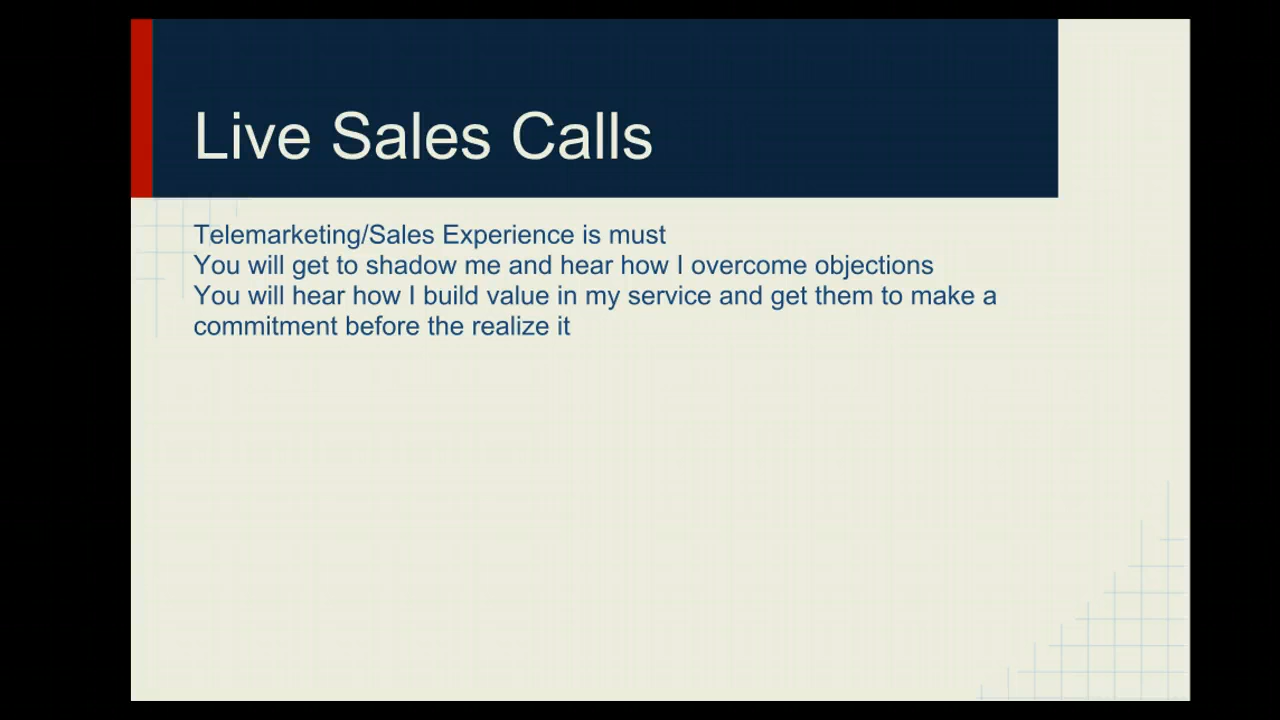 Live Sales Calls
Telemarketing/Sales Experience is must
You will get to shadow me and hear how I overcome objections
You will hear how I build value in my service and get them to make a
commitment before the realize it